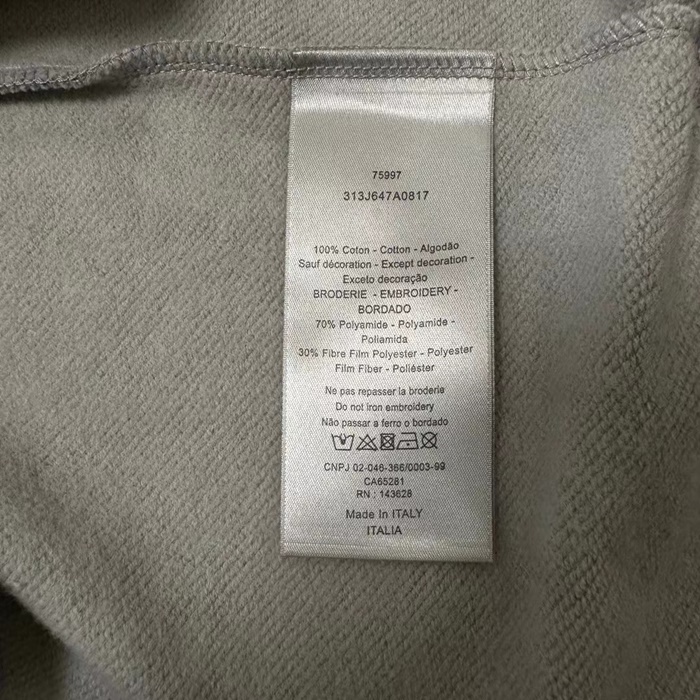 75997
313J647A0817
100% Coton - Cotton - Algodão
Sauf décoration - Except decoration -
Exceto decoração
BRODERIE - EMBROIDERY -
BORDADO
70% Polyamide - Polyamide -
Poliamida
30% Fibre Film Polyester - Polyester
Film Fiber - Poliéster
Ne pas repasser la broderie
Do not iron embroidery
Não passar a ferro o bordado
CNPJ 02-046-366/0003-99
CA65281
RN : 143628
Made In ITALY
ITALIA